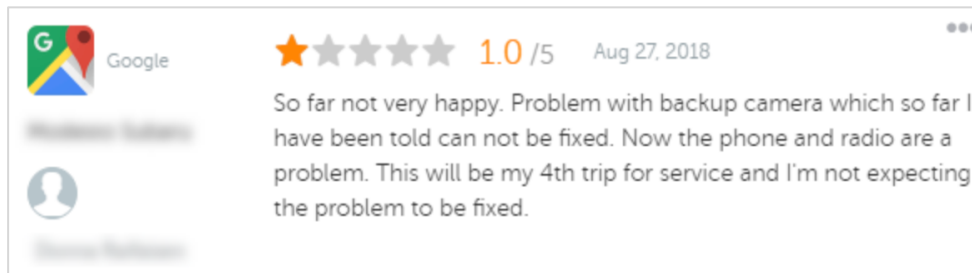 G
Google
1.0 /5 Aug 27, 2018
So far not very happy. Problem with backup camera which so far I
have been told can not be fixed. Now the phone and radio are a
problem. This will be my 4th trip for service and I'm not expecting
the problem to be fixed.